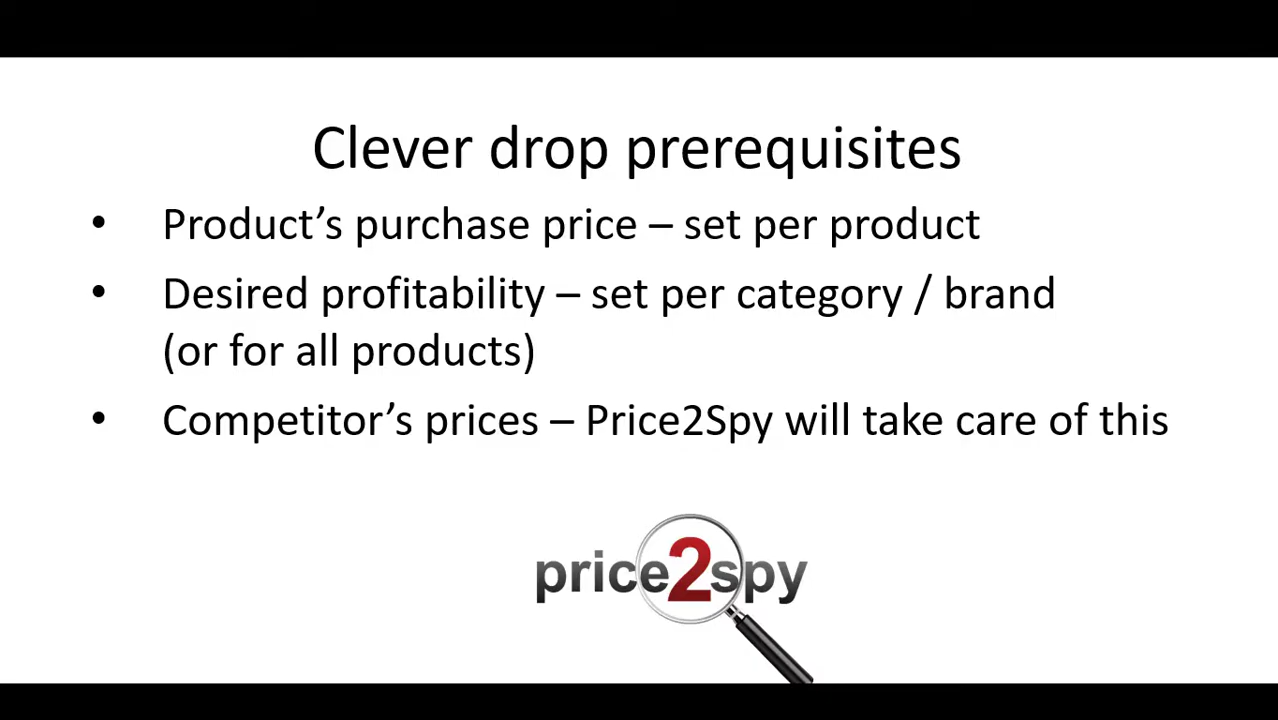 Clever drop prerequisites
• Product’s purchase price – set per product
• Desired profitability – set per category / brand
(or for all products)
• Competitor’s prices – Price2Spy will take care of this
price2spy